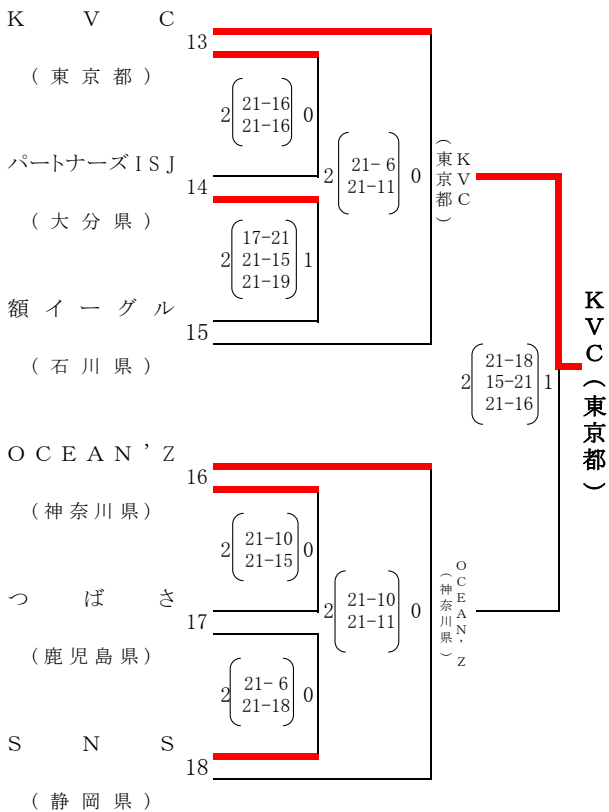 K V C
13
(東京都)
2 21-16 0
21-16
パートナーズISJ
14
(大分県)
17-21
2 21-15 1
21-19
額イーグル
15
(石川県)
2 21- 6 0
21-11
KVC
(東京都)
OCEAN'Z
16
(神奈川県)
2 21-10 0
21-15
つばさ
17
(鹿児島県)
2 21- 6 0
21-18
S N S
18
(静岡県)
2 21-10 0
21-11
OCEAN'Z
(神奈川県)
21-18
2 15-21 1
21-16
KVC(東京都)